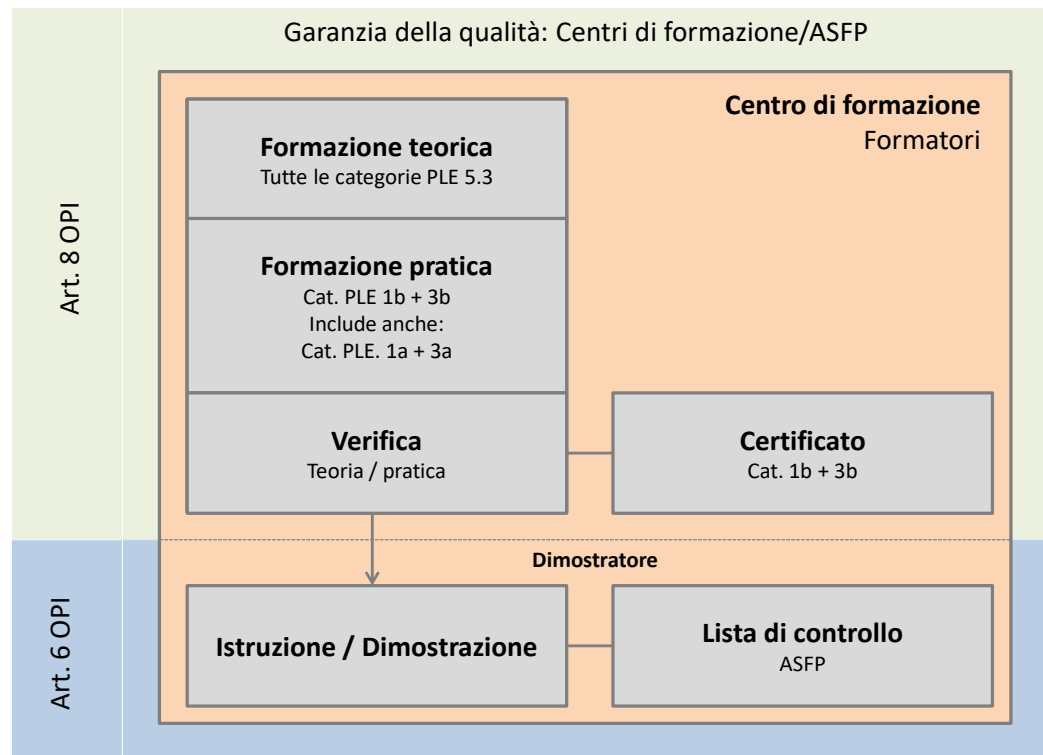 Garanzia della qualità: Centri di formazione/ASFP
Centro di formazione
Formatori
Art. 8 OPI
Formazione teorica
Tutte le categorie PLE 5.3
Formazione pratica
Cat. PLE 1b + 3b
Include anche:
Cat. PLE. 1a + 3a
Verifica
Teoria / pratica
Certificato
Cat. 1b + 3b
Dimostratore
Art. 6 OPI
Istruzione / Dimostrazione
Lista di controllo
ASFP